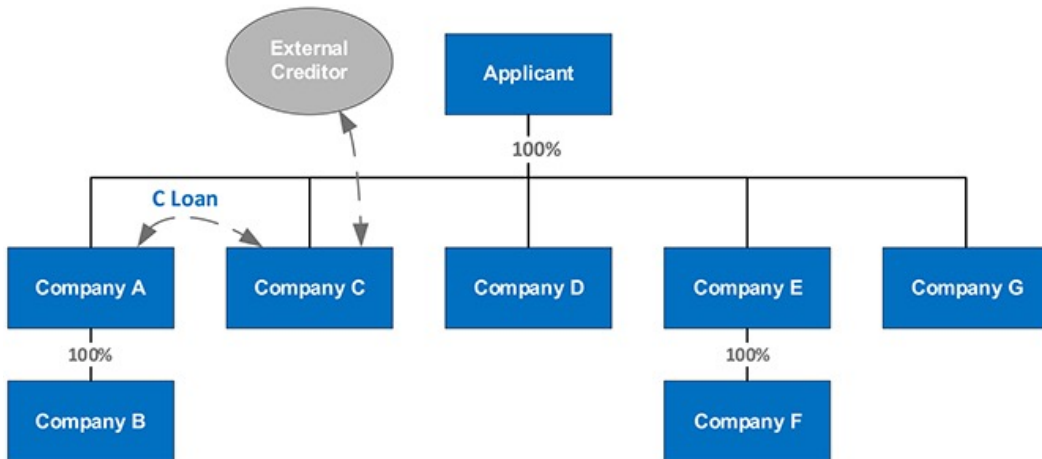 External
Creditor
Applicant
100%
C Loan
Company A
Company C
Company D
Company E
Company G
100%
100%
Company B
Company F